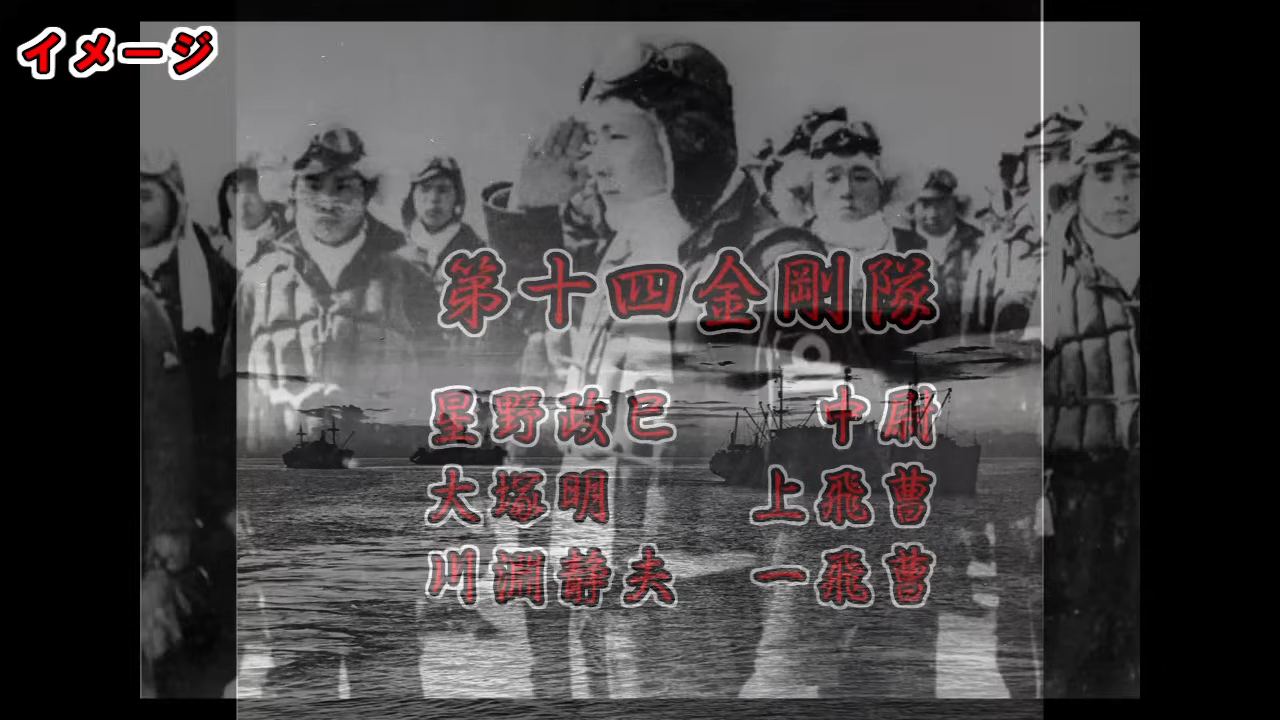 イメージ
第十四金剛隊
星野政巳 中尉
大塚明 上飛曹
川淵静夫 一飛曹